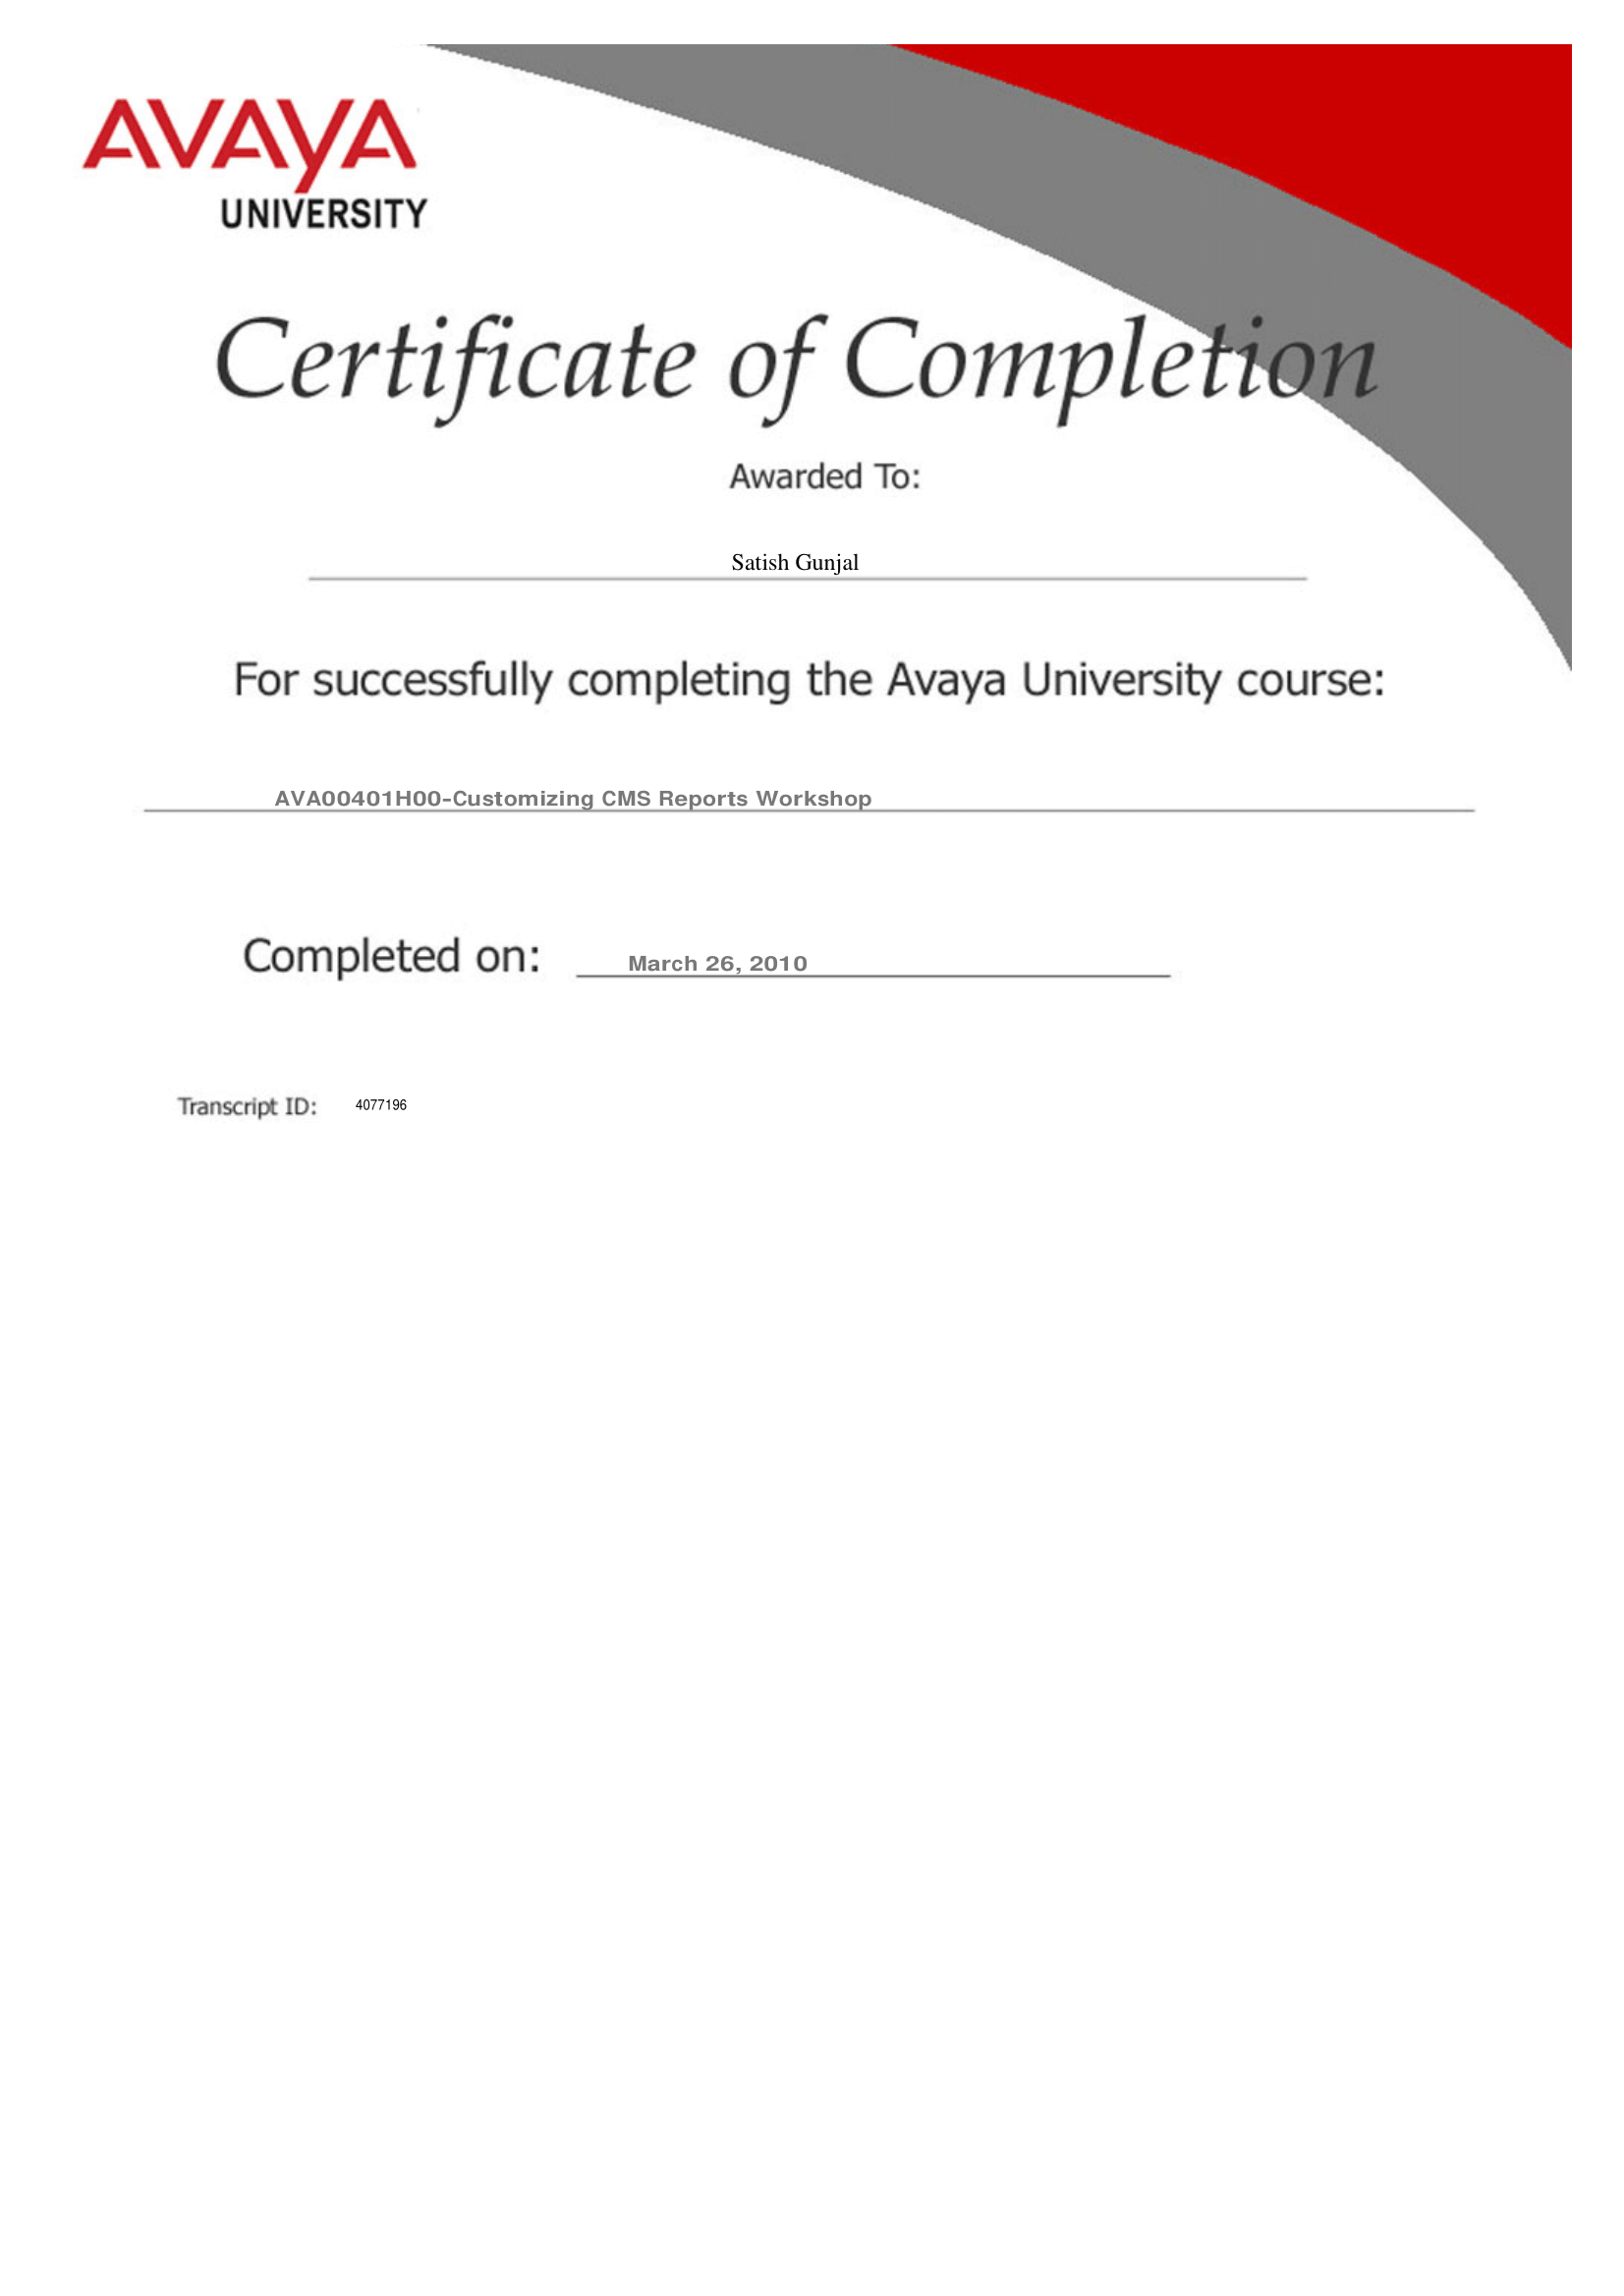 AVAYA
UNIVERSITY
Certificate of Completion
Awarded To:
Satish Gunjal
For successfully completing the Avaya University course:
AVA00401H00-Customizing CMS Reports Workshop
Completed on: March 26, 2010
Transcript ID: 4077196